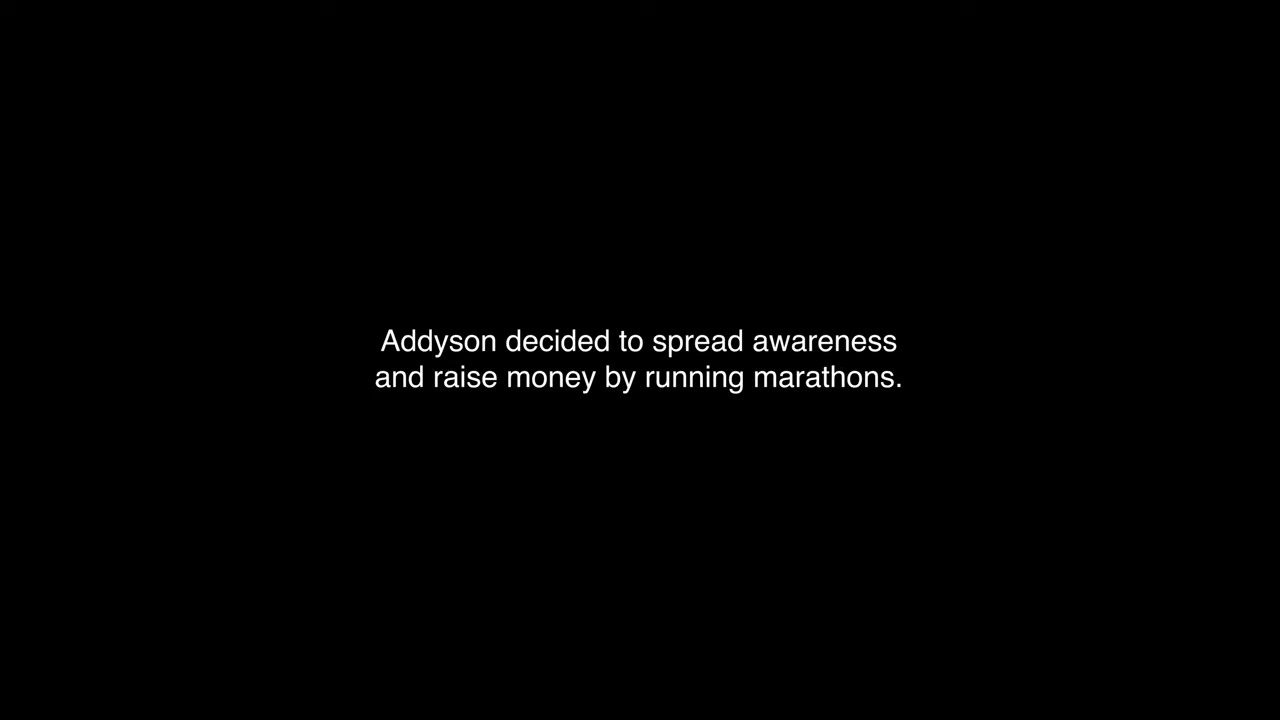 Addyson decided to spread awareness
and raise money by running marathons.